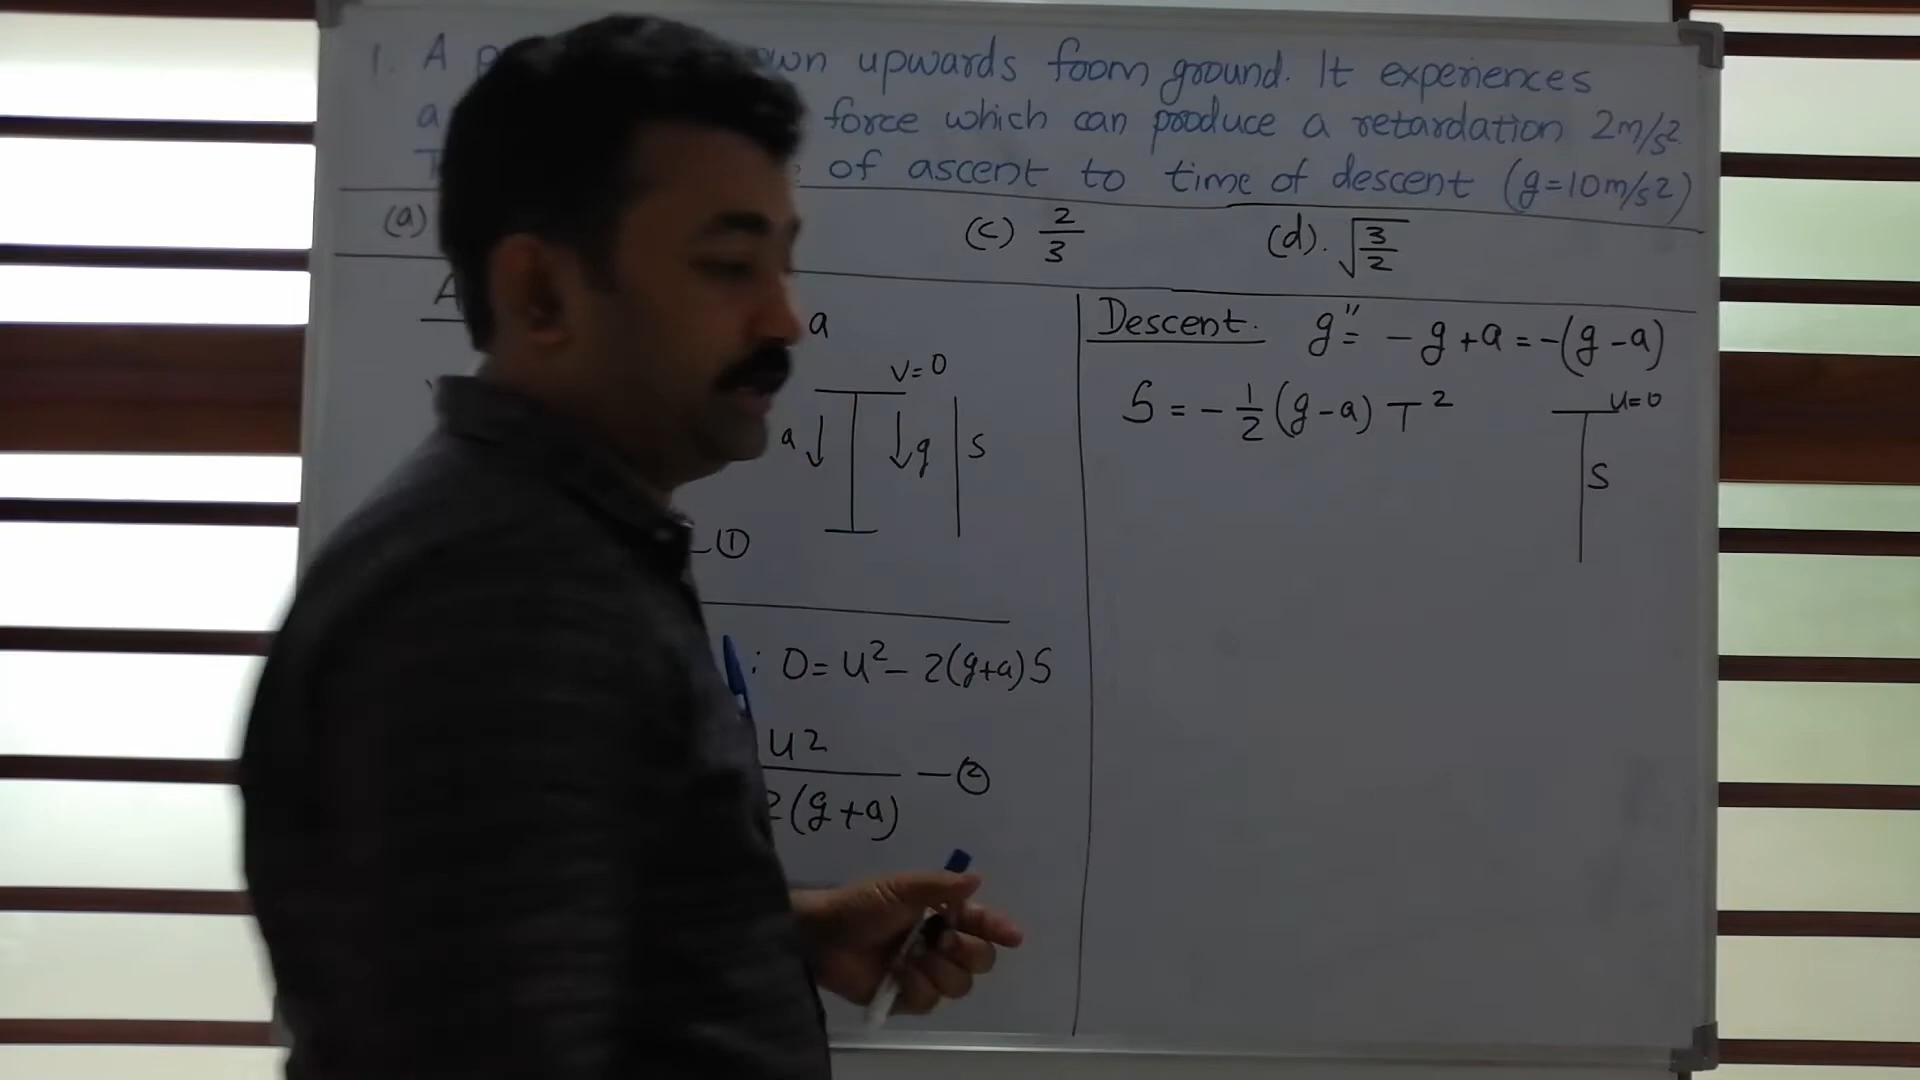 1. A upwards from ground. It experiences
a force which can produce a retardation 2m/s2.
of ascent to time of descent (g=10m/s2)
(a) (c) 2/3 (d). √3/2
a
v=0
a g s
-①
: 0=u²- 2(g+a)S
u2
2(g+a) -②
Descent. g"= -g+a=-(g-a)
S = -1/2(g-a) T²
u=0
S